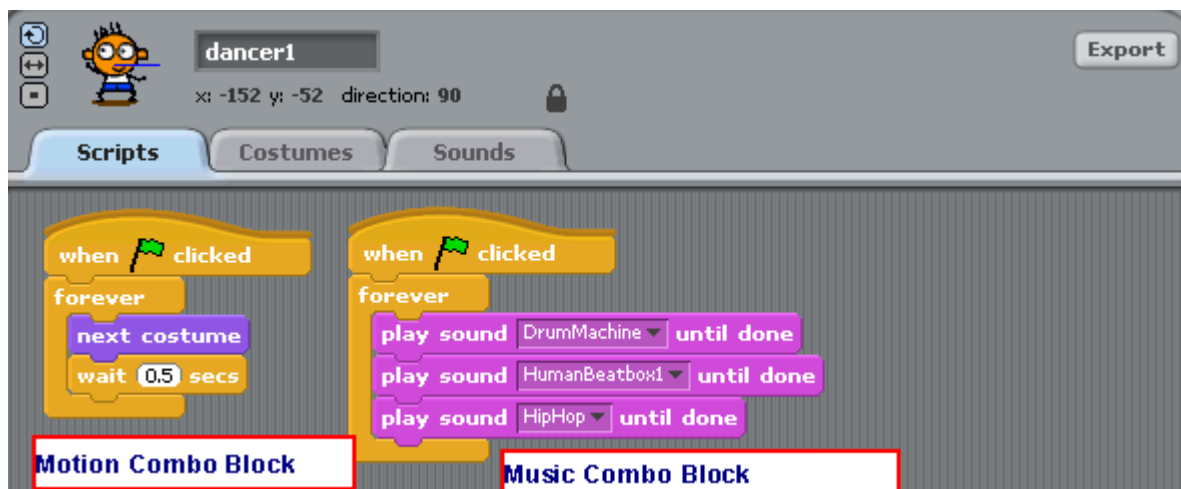 dancer1
Export
x: -152 y: -52 direction: 90
Scripts
Costumes
Sounds
when clicked
forever
next costume
wait 0.5 secs
Motion Combo Block
when clicked
forever
play sound DrumMachine until done
play sound HumanBeatbox1 until done
play sound HipHop until done
Music Combo Block